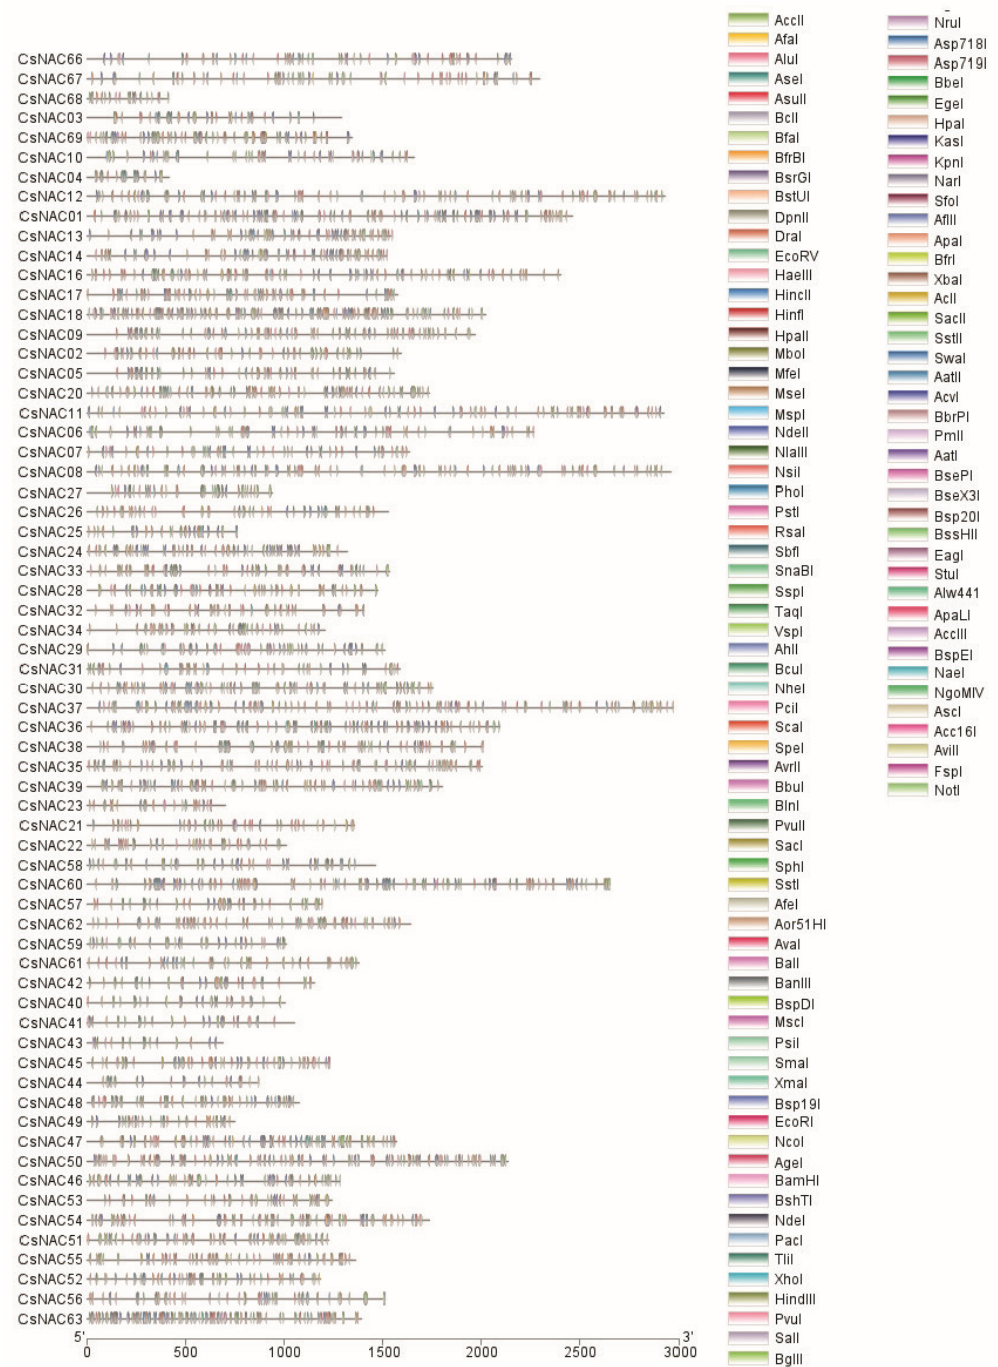 CsNAC66
CsNAC67
CsNAC68
CsNAC03
CsNAC69
CsNAC10
CsNAC04
CsNAC12
CsNAC01
CsNAC13
CsNAC14
CsNAC16
CsNAC17
CsNAC18
CsNAC09
CsNAC02
CsNAC05
CsNAC20
CsNAC11
CsNAC06
CsNAC07
CsNAC08
CsNAC27
CsNAC26
CsNAC25
CsNAC24
CsNAC33
CsNAC28
CsNAC32
CsNAC34
CsNAC29
CsNAC31
CsNAC30
CsNAC37
CsNAC36
CsNAC38
CsNAC35
CsNAC39
CsNAC23
CsNAC21
CsNAC22
CsNAC58
CsNAC60
CsNAC57
CsNAC62
CsNAC59
CsNAC61
CsNAC42
CsNAC40
CsNAC41
CsNAC43
CsNAC45
CsNAC44
CsNAC48
CsNAC49
CsNAC47
CsNAC50
CsNAC46
CsNAC53
CsNAC54
CsNAC51
CsNAC55
CsNAC52
CsNAC56
CsNAC63
5' 3'
0 500 1000 1500 2000 2500 3000
AccII
AfaI
AluI
AseI
AsuII
BclI
BfaI
BfrBI
BsrGI
BstUI
DpnII
DraI
EcoRV
HaeIII
HincII
HinfI
HpaII
MboI
MfeI
MseI
MspI
NdeII
NlaIII
NsiI
PhoI
PstI
RsaI
SbfI
SnaBI
SspI
TaqI
VspI
AhlI
BcuI
NheI
PciI
ScaI
SpeI
AvrII
BbuI
BlnI
PvuII
SacI
SphI
SstI
AfeI
Aor51HI
AvaI
BalI
BanIII
BspDI
MscI
PsiI
SmaI
XmaI
Bsp19I
EcoRI
NcoI
AgeI
BamHI
BshTI
NdeI
PacI
TliI
XhoI
HindIII
PvuI
SalI
BglII
NruI
Asp718I
Asp719I
BbeI
EgeI
HpaI
KasI
KpnI
NarI
SfoI
AflII
ApaI
BfrI
XbaI
AclI
SacII
SstII
SwaI
AatII
AcvI
BbrPI
PmlI
AatI
BsePI
BseX3I
Bsp20I
BssHII
EagI
StuI
Alw441
ApaLI
AccIII
BspEI
NaeI
NgoMIV
AscI
Acc16I
AviII
FspI
NotI